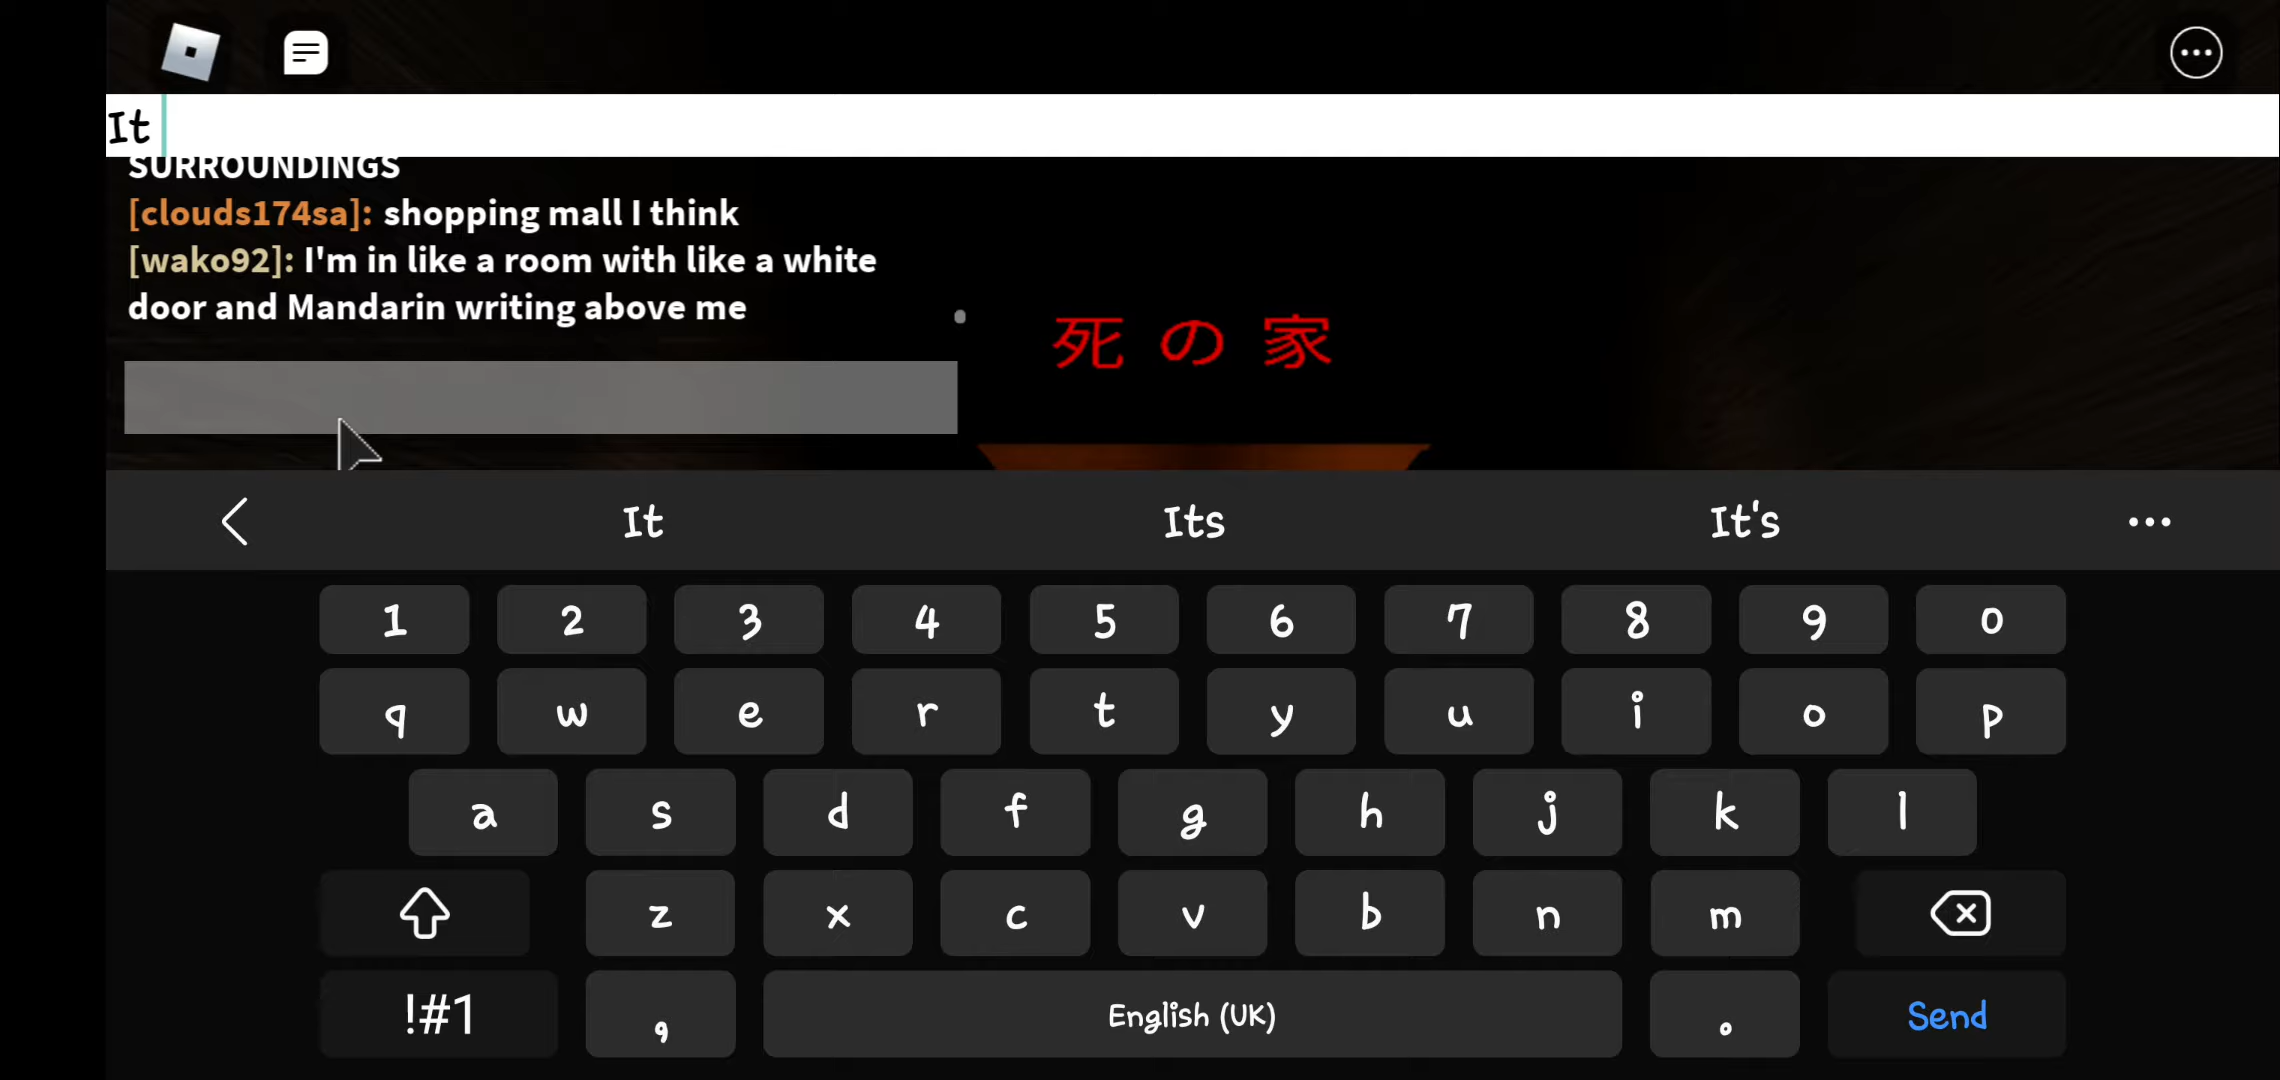 It
SURROUNDINGS
[clouds174sa]: shopping mall I think
[wako92]: I'm in like a room with like a white
door and Mandarin writing above me
死 の 家
It Its It's
1 2 3 4 5 6 7 8 9 0
q w e r t y u i o p
a s d f g h j k l
z x c v b n m
!#1 , English (UK) . Send